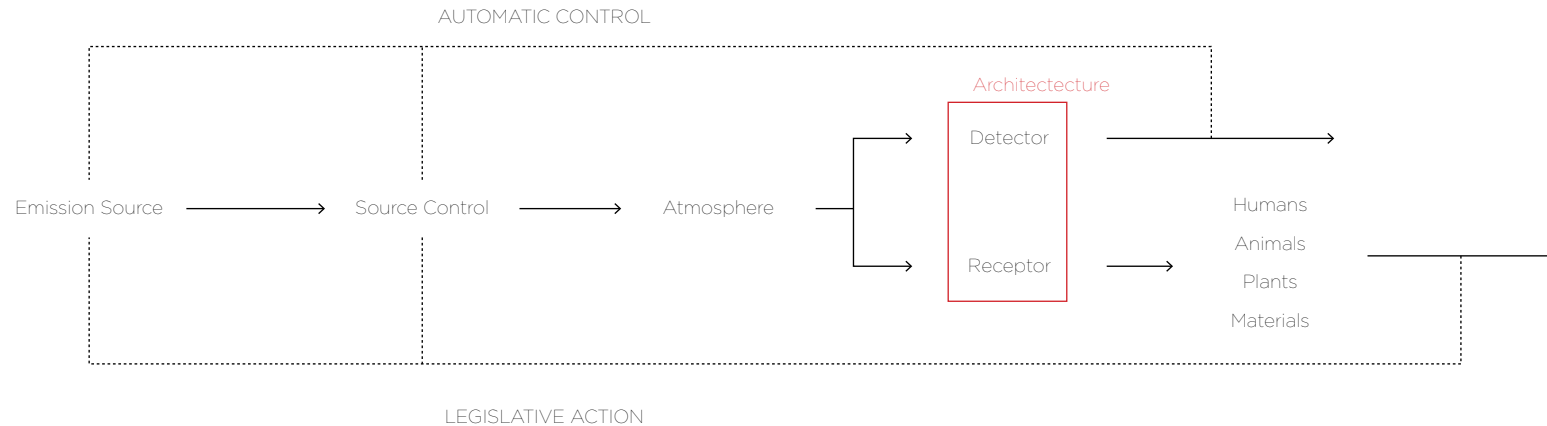 AUTOMATIC CONTROL
Architectecture
Detector
Emission Source
Source Control
Atmosphere
Humans
Animals
Receptor
Plants
Materials
LEGISLATIVE ACTION